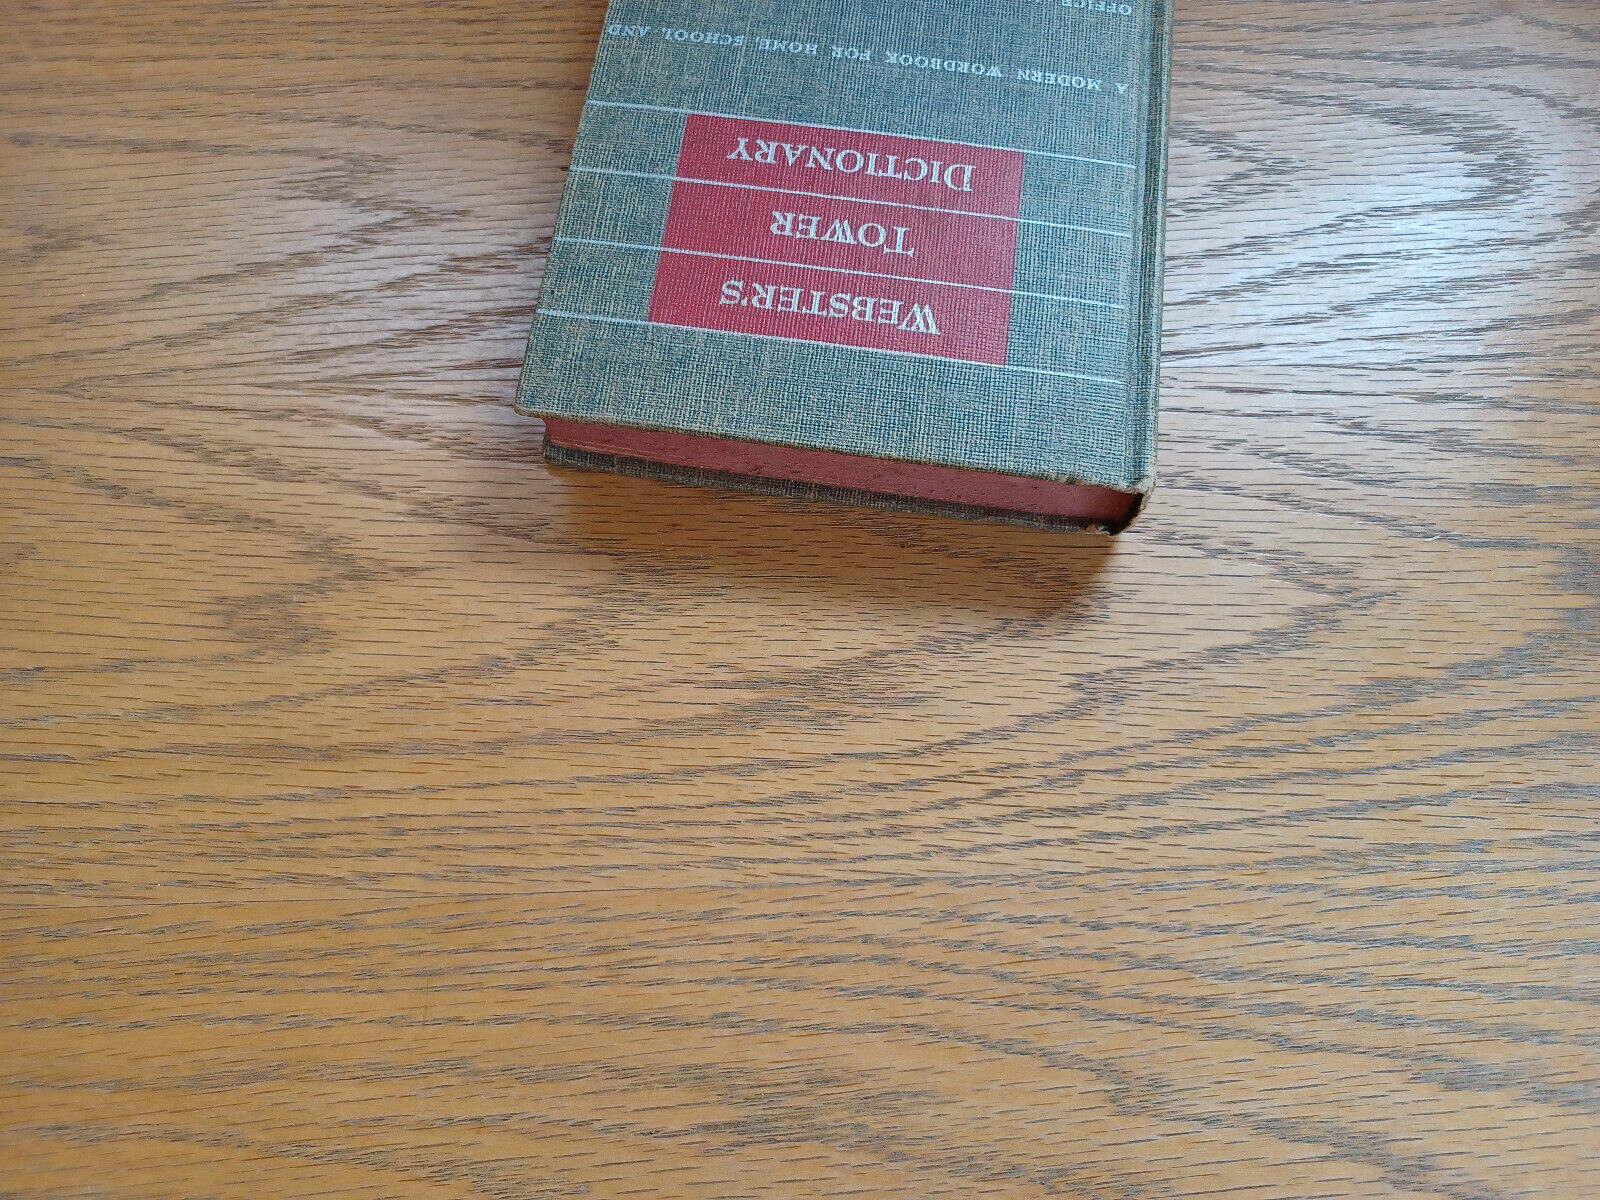 WEBSTER'S
TOWER
DICTIONARY
A MODERN WORDBOOK FOR HOME, SCHOOL AND
OFFICE